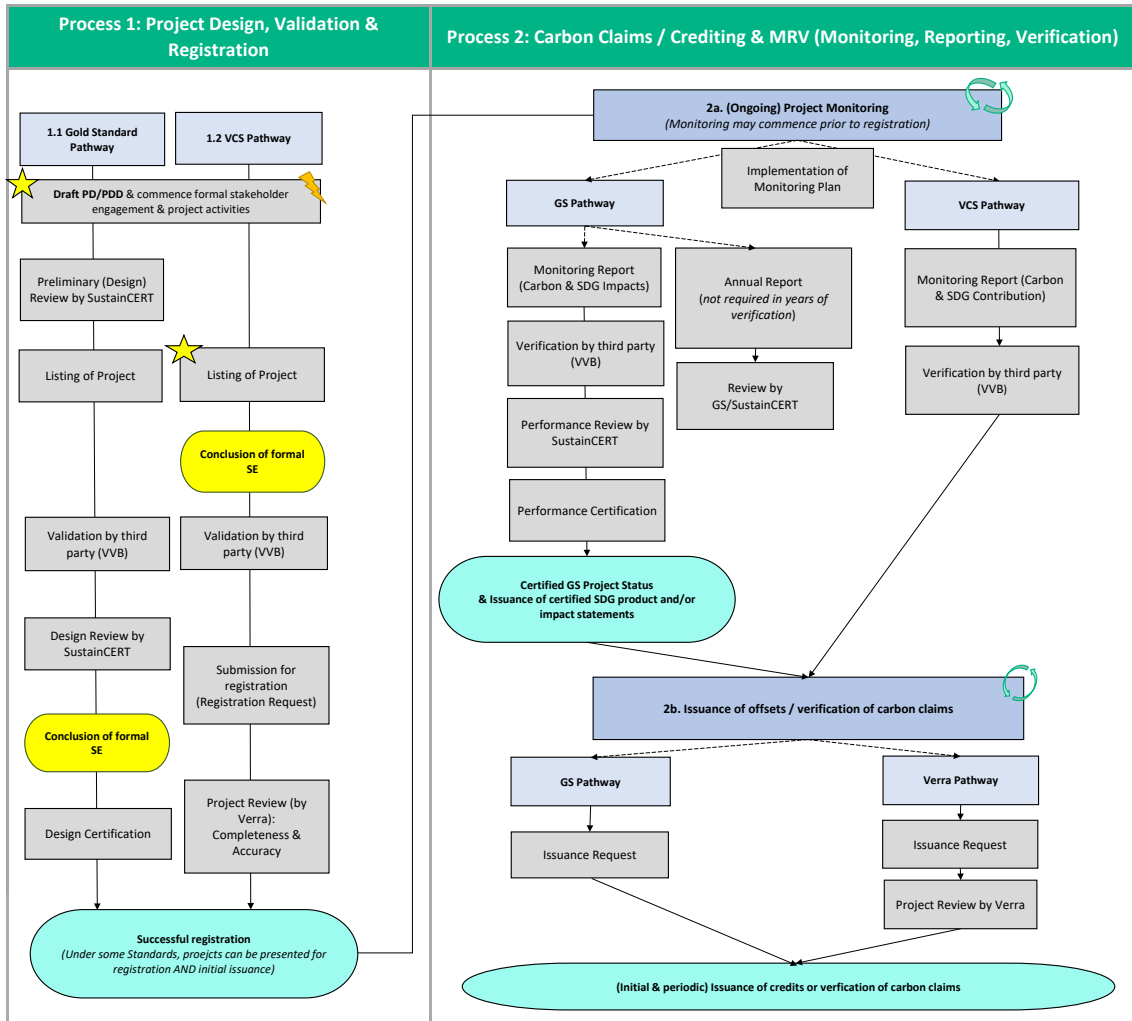 Process 1: Project Design, Validation &
Registration
Process 2: Carbon Claims / Crediting & MRV (Monitoring, Reporting, Verification)
1.1 Gold Standard
Pathway
1.2 VCS Pathway
Draft PD/PDD & commence formal stakeholder
engagement & project activities
Preliminary (Design)
Review by SustainCERT
Listing of Project
Listing of Project
Conclusion of formal
SE
Validation by third
party (VVB)
Validation by third
party (VVB)
Design Review by
SustainCERT
Submission for
registration
(Registration Request)
Conclusion of formal
SE
Design Certification
Project Review (by
Verra):
Completeness &
Accuracy
Successful registration
(Under some Standards, proejcts can be presented for
registration AND initial issuance)
2a. (Ongoing) Project Monitoring
(Monitoring may commence prior to registration)
Implementation of
Monitoring Plan
GS Pathway
VCS Pathway
Monitoring Report
(Carbon & SDG Impacts)
Annual Report
(not required in years of
verification)
Monitoring Report (Carbon
& SDG Contribution)
Verification by third party
(VVB)
Review by
GS/SustainCERT
Verification by third party
(VVB)
Performance Review by
SustainCERT
Performance Certification
Certified GS Project Status
& Issuance of certified SDG product and/or
impact statements
2b. Issuance of offsets / verification of carbon claims
GS Pathway
Verra Pathway
Issuance Request
Issuance Request
Project Review by Verra
(Initial & periodic) Issuance of credits or verfication of carbon claims